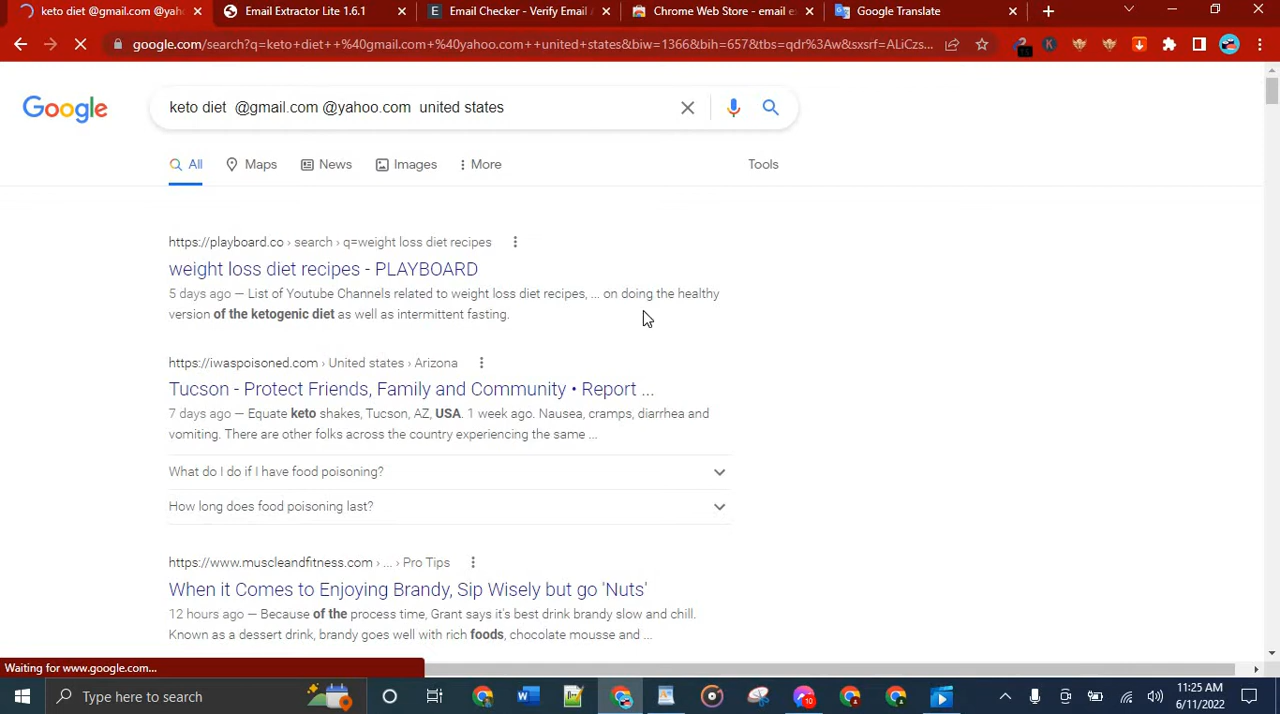 keto diet @gmail.com @yaho
Email Extractor Lite 1.6.1
Email Checker - Verify Email A
Chrome Web Store - email ex
Google Translate
google.com/search?q=keto+diet++%40gmail.com+%40yahoo.com++united+states&biw=1366&bih=657&tbs=qdr%3Aw&sxsrf=ALiCzs...
Google
keto diet  @gmail.com @yahoo.com  united states
All Maps News Images More Tools
https://playboard.co › search › q=weight loss diet recipes
weight loss diet recipes - PLAYBOARD
5 days ago — List of Youtube Channels related to weight loss diet recipes, ... on doing the healthy
version of the ketogenic diet as well as intermittent fasting.
https://iwaspoisoned.com › United states › Arizona
Tucson - Protect Friends, Family and Community • Report ...
7 days ago — Equate keto shakes, Tucson, AZ, USA. 1 week ago. Nausea, cramps, diarrhea and
vomiting. There are other folks across the country experiencing the same ...
What do I do if I have food poisoning?
How long does food poisoning last?
https://www.muscleandfitness.com › ... › Pro Tips
When it Comes to Enjoying Brandy, Sip Wisely but go 'Nuts'
12 hours ago — Because of the process time, Grant says it's best drink brandy slow and chill.
Known as a dessert drink, brandy goes well with rich foods, chocolate mousse and ...
Waiting for www.google.com...
Type here to search
10
11:25 AM
6/11/2022